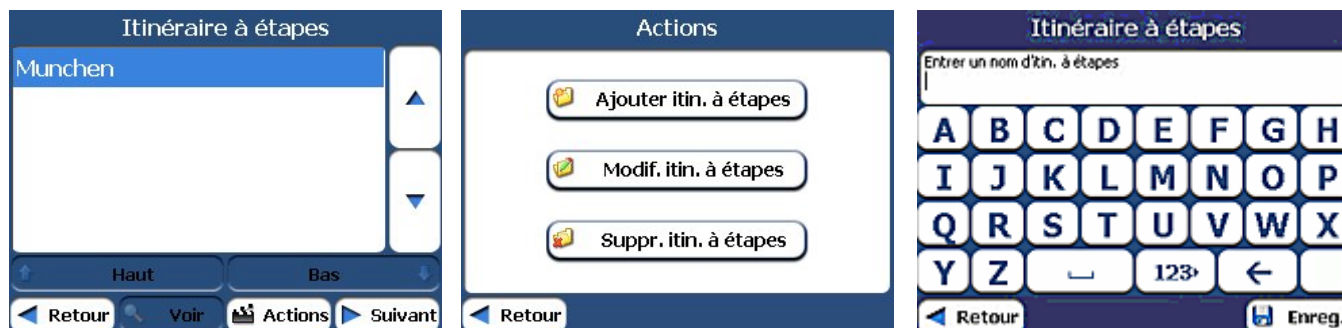 Itinéraire à étapes
Munchen
Haut Bas
Retour Voir Actions Suivant
Actions
Ajouter itin. à étapes
Modif. itin. à étapes
Suppr. itin. à étapes
Retour
Itinéraire à étapes
Entrer un nom d'itin. à étapes
A B C D E F G H
I J K L M N O P
Q R S T U V W X
Y Z 123
Retour Enreg.